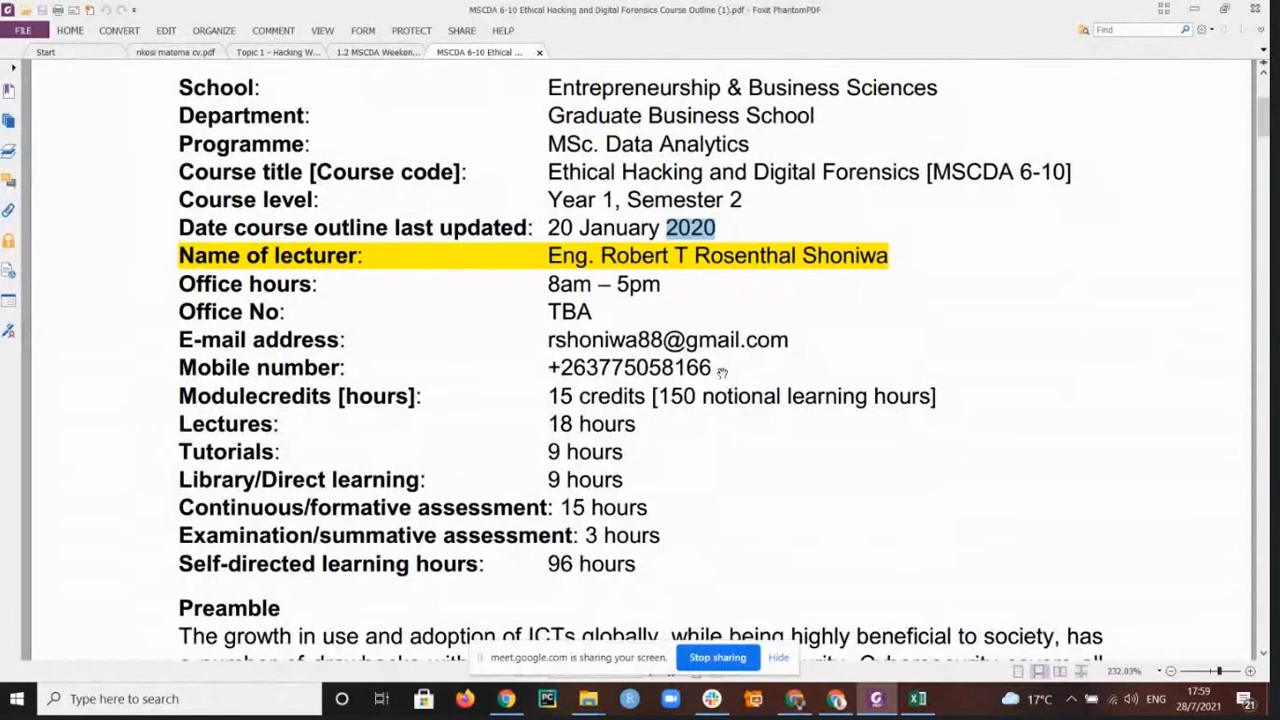 MSCDA 6-10 Ethical Hacking and Digital Forensics Course Outline (1).pdf - Foxit PhantomPDF
FILE HOME CONVERT EDIT ORGANIZE COMMENT VIEW FORM PROTECT SHARE HELP Find
Start nkosi matema cv.pdf Topic 1 - Hacking W... 1.2 MSCDA Weeken... MSCDA 6-10 Ethical ...
School: Entrepreneurship & Business Sciences
Department: Graduate Business School
Programme: MSc. Data Analytics
Course title [Course code]: Ethical Hacking and Digital Forensics [MSCDA 6-10]
Course level: Year 1, Semester 2
Date course outline last updated: 20 January 2020
Name of lecturer: Eng. Robert T Rosenthal Shoniwa
Office hours: 8am – 5pm
Office No: TBA
E-mail address: rshoniwa88@gmail.com
Mobile number: +263775058166
Modulecredits [hours]: 15 credits [150 notional learning hours]
Lectures: 18 hours
Tutorials: 9 hours
Library/Direct learning: 9 hours
Continuous/formative assessment: 15 hours
Examination/summative assessment: 3 hours
Self-directed learning hours: 96 hours
Preamble
The growth in use and adoption of ICTs globally, while being highly beneficial to society, has
meet.google.com is sharing your screen. Stop sharing Hide
232.03%
Type here to search 17°C ENG 17:59
28/7/2021 21